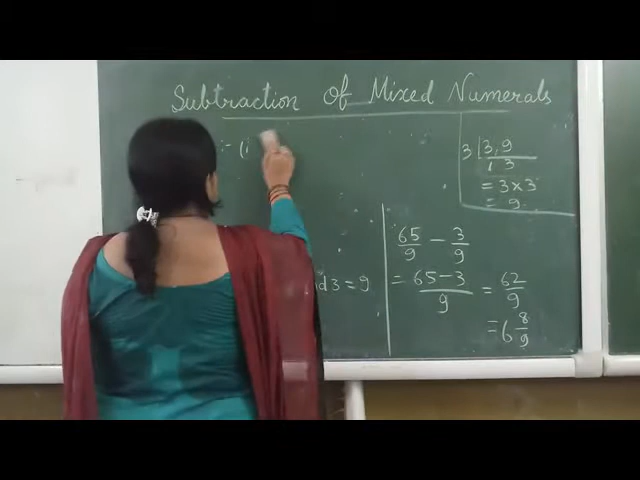 Subtraction Of Mixed Numerals
:- (i
3 | 3, 9
1 3
= 3 x 3
= 9
d 3 = 9
65/9 - 3/9
= 65-3/9 = 62/9
= 6 8/9